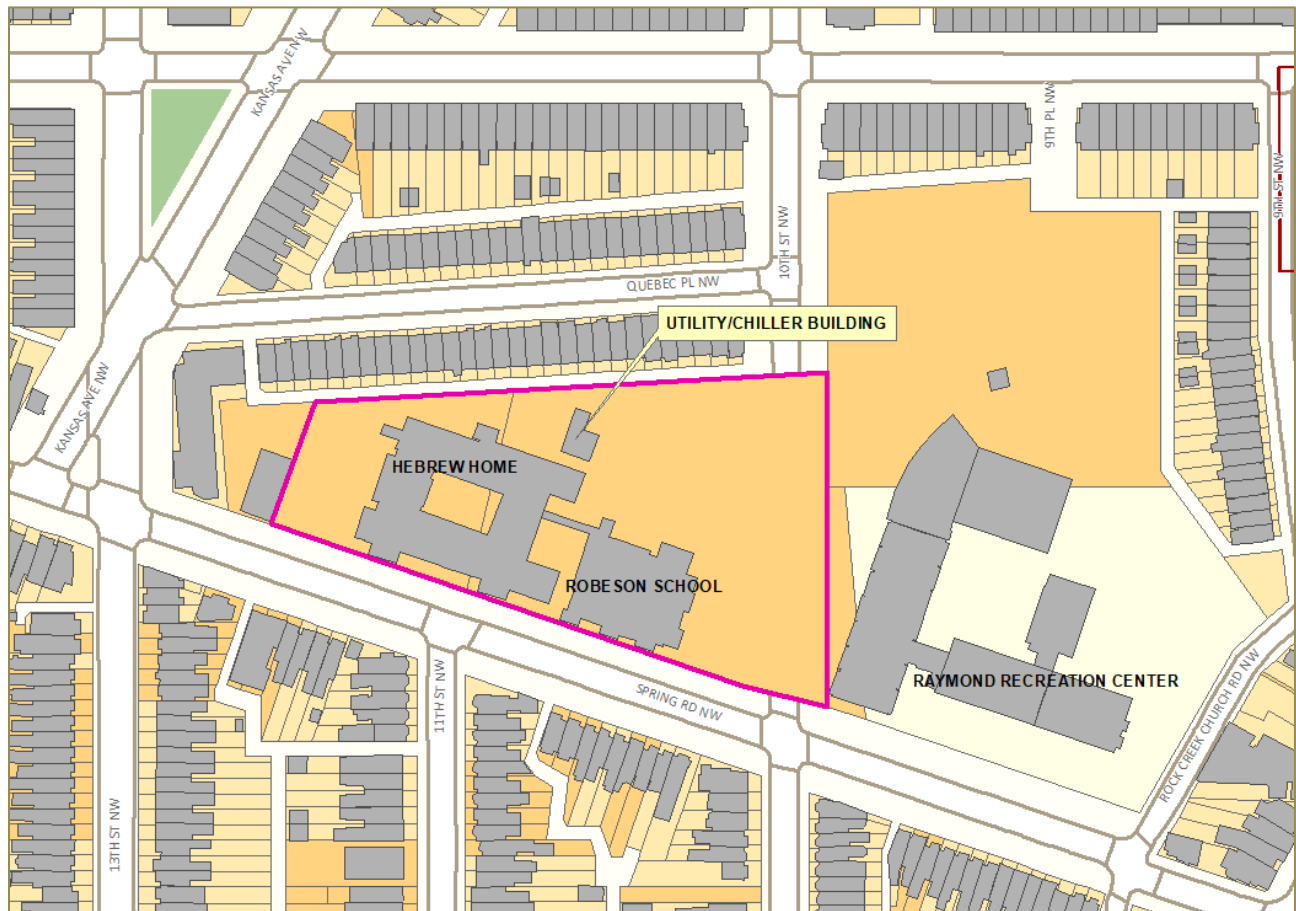 KANSAS AVE NW
9TH PL NW
9TH ST NW
10TH ST NW
QUEBEC PL NW
UTILITY/CHILLER BUILDING
KANSAS AVE NW
HEBREW HOME
ROBESON SCHOOL
RAYMOND RECREATION CENTER
SPRING RD NW
11TH ST NW
ROCK CREEK CHURCH RD NW
13TH ST NW